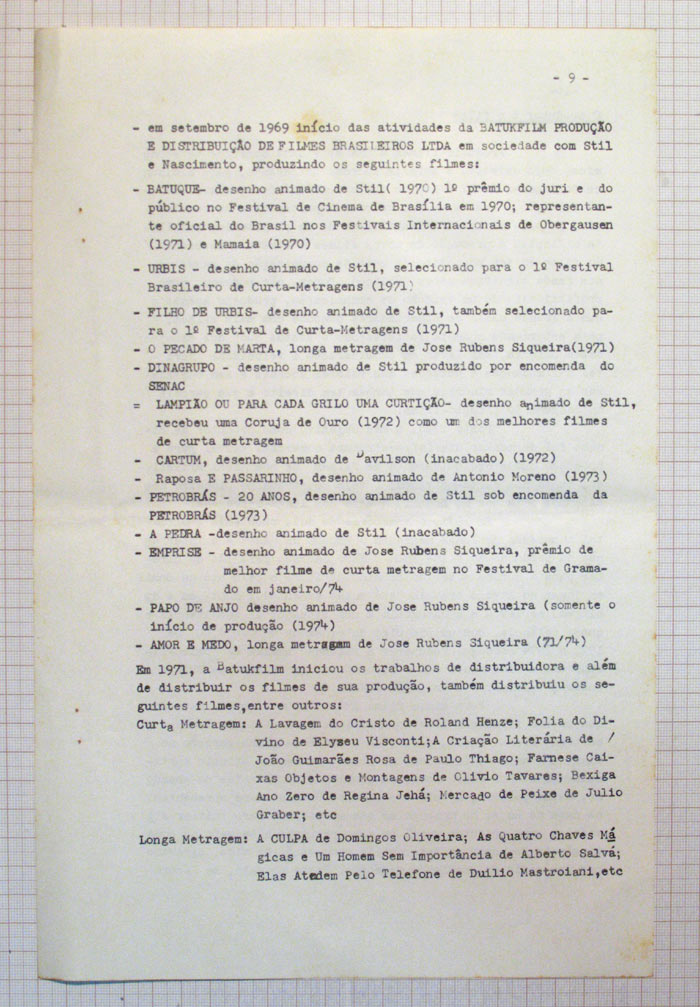 - 9 -
- em setembro de 1969 início das atividades da BATUKFILM PRODUÇÃO
E DISTRIBUIÇÃO DE FILMES BRASILEIROS LTDA em sociedade com Stil
e Nascimento, produzindo os seguintes filmes:
- BATUQUE- desenho animado de Stil( 1970) 1º prêmio do juri e do
público no Festival de Cinema de Brasília em 1970; representan-
te oficial do Brasil nos Festivais Internacionais de Obergausen
(1971) e Mamaia (1970)
- URBIS - desenho animado de Stil, selecionado para o 1º Festival
Brasileiro de Curta-Metragens (1971)
- FILHO DE URBIS- desenho animado de Stil, também selecionado pa-
ra o 1º Festival de Curta-Metragens (1971)
- O PECADO DE MARTA, longa metragem de Jose Rubens Siqueira(1971)
- DINAGRUPO - desenho animado de Stil produzido por encomenda do
SENAC
= LAMPIÃO OU PARA CADA GRILO UMA CURTIÇÃO- desenho animado de Stil,
recebeu uma Coruja de Ouro (1972) como um dos melhores filmes
de curta metragem
- CARTUM, desenho animado de Davilson (inacabado) (1972)
- Raposa E PASSARINHO, desenho animado de Antonio Moreno (1973)
- PETROBRÁS - 20 ANOS, desenho animado de Stil sob encomenda da
PETROBRÁS (1973)
- A PEDRA -desenho animado de Stil (inacabado)
- EMPRISE - desenho animado de Jose Rubens Siqueira, prêmio de
melhor filme de curta metragem no Festival de Grama-
do em janeiro/74
- PAPO DE ANJO desenho animado de Jose Rubens Siqueira (somente o
início de produção (1974)
- AMOR E MEDO, longa metragem de Jose Rubens Siqueira (71/74)
Em 1971, a Batukfilm iniciou os trabalhos de distribuidora e além
de distribuir os filmes de sua produção, também distribuiu os se-
guintes filmes,entre outros:
Curta Metragem: A Lavagem do Cristo de Roland Henze; Folia do Di-
vino de Elyseu Visconti;A Criação Literária de /
João Guimarães Rosa de Paulo Thiago; Farnese Cai-
xas Objetos e Montagens de Olivio Tavares; Bexiga
Ano Zero de Regina Jehá; Mercado de Peixe de Julio
Graber; etc
Longa Metragem: A CULPA de Domingos Oliveira; As Quatro Chaves Má
gicas e Um Homem Sem Importância de Alberto Salvá;
Elas Atedem Pelo Telefone de Duilio Mastroiani,etc